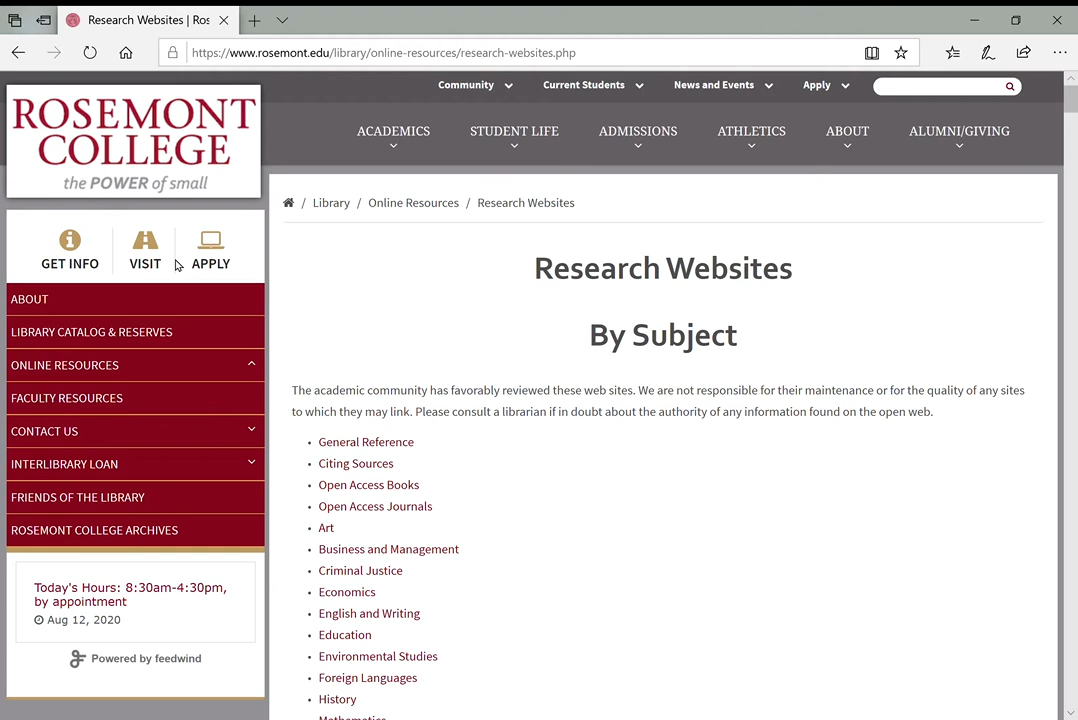 Research Websites | Ros
https://www.rosemont.edu/library/online-resources/research-websites.php
Community
Current Students
News and Events
Apply
ROSEMONT
COLLEGE
the POWER of small
ACADEMICS
STUDENT LIFE
ADMISSIONS
ATHLETICS
ABOUT
ALUMNI/GIVING
/ Library / Online Resources / Research Websites
GET INFO
VISIT
APPLY
ABOUT
LIBRARY CATALOG & RESERVES
ONLINE RESOURCES
FACULTY RESOURCES
CONTACT US
INTERLIBRARY LOAN
FRIENDS OF THE LIBRARY
ROSEMONT COLLEGE ARCHIVES
Today's Hours: 8:30am-4:30pm,
by appointment
Aug 12, 2020
Powered by feedwind
Research Websites
By Subject
The academic community has favorably reviewed these web sites. We are not responsible for their maintenance or for the quality of any sites
to which they may link. Please consult a librarian if in doubt about the authority of any information found on the open web.
• General Reference
• Citing Sources
• Open Access Books
• Open Access Journals
• Art
• Business and Management
• Criminal Justice
• Economics
• English and Writing
• Education
• Environmental Studies
• Foreign Languages
• History
Mathematics